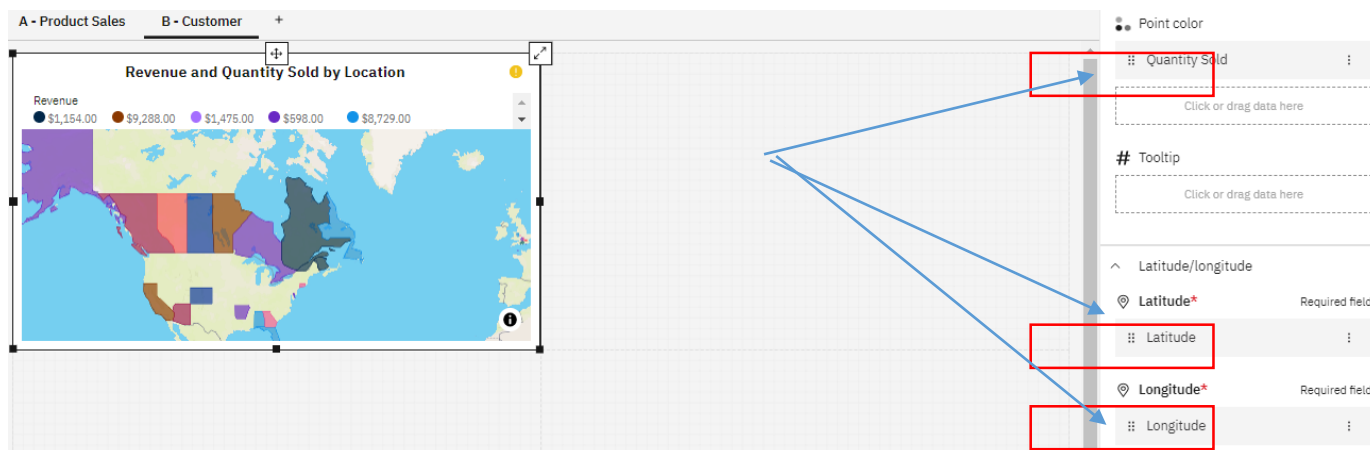 A - Product Sales B - Customer +
Revenue and Quantity Sold by Location
Revenue
$1,154.00 $9,288.00 $1,475.00 $598.00 $8,729.00
Point color
Quantity Sold
Click or drag data here
# Tooltip
Click or drag data here
Latitude/longitude
Latitude* Required field
Latitude
Longitude* Required field
Longitude